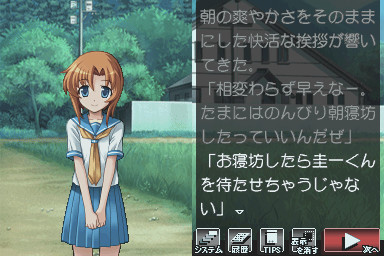 朝の爽やかさをそのまま
にした快活な挨拶が響い
てきた。
「相変わらず早えなー。
たまにはのんびり朝寝坊
したっていいんだぜ」
「お寝坊したら圭一くん
を待たせちゃうじゃな
い」
システム
履歴
TIPS
表示
を消す
次へ